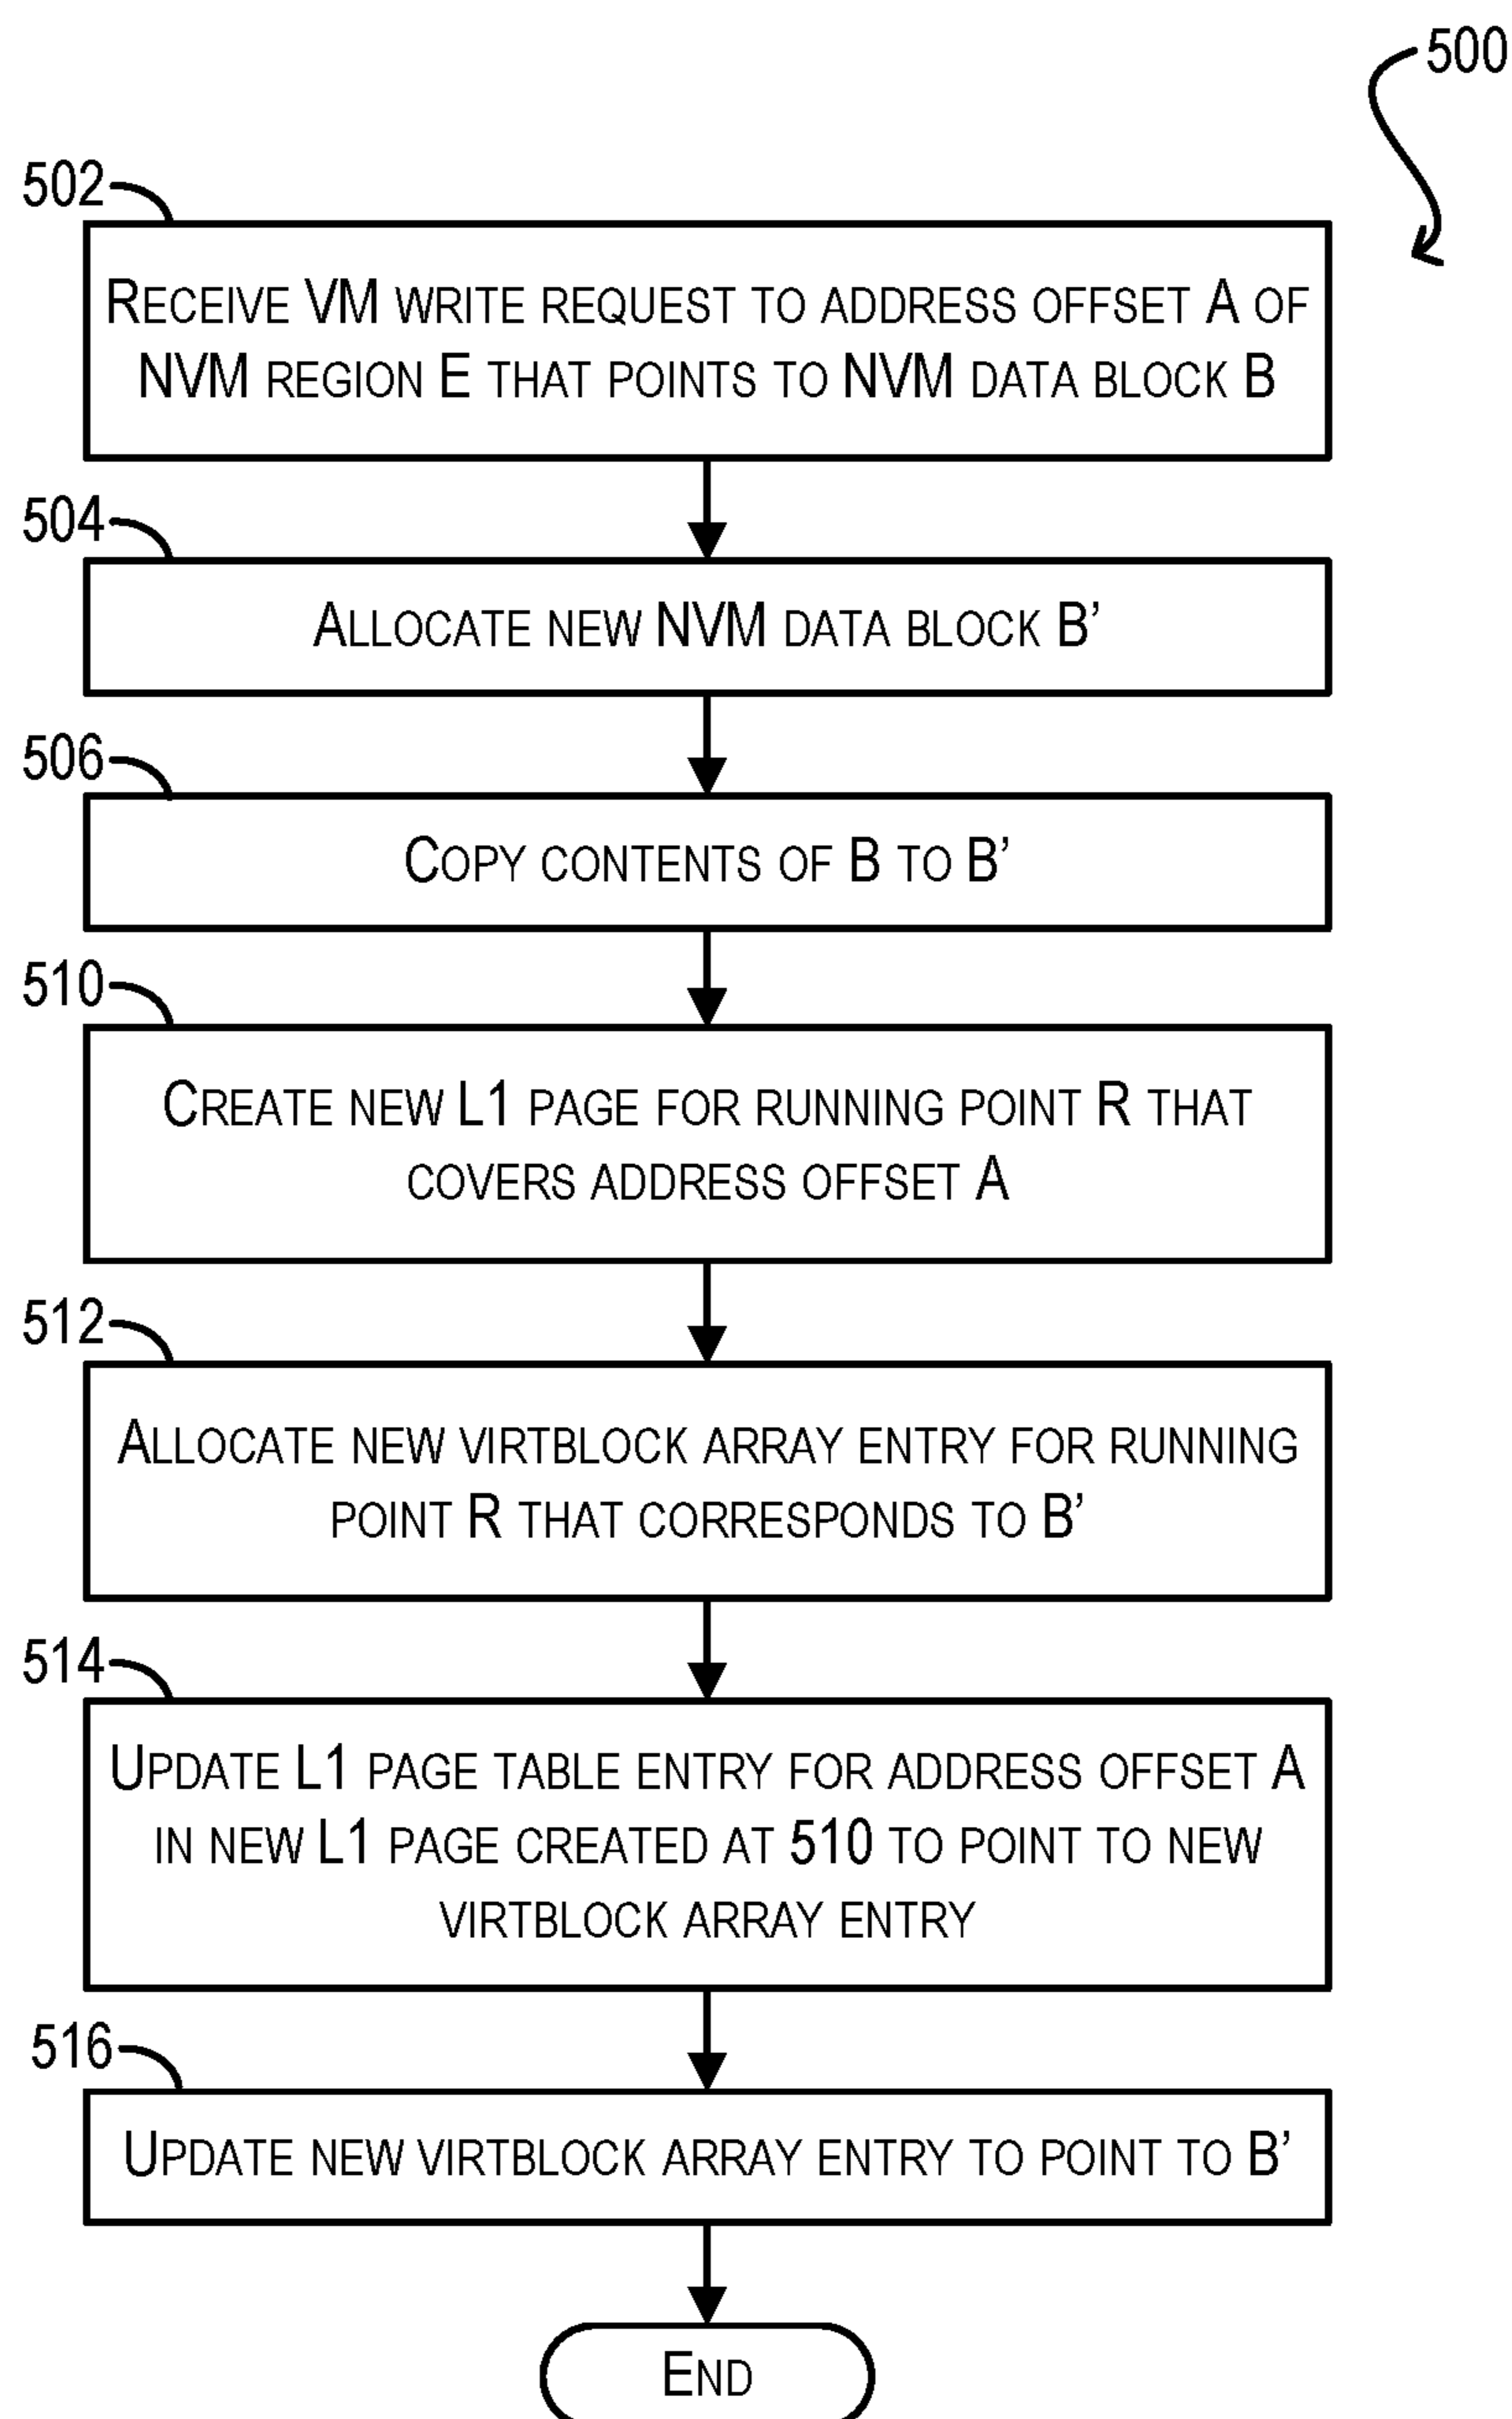 500
502
RECEIVE VM WRITE REQUEST TO ADDRESS OFFSET A OF
NVM REGION E THAT POINTS TO NVM DATA BLOCK B
504
ALLOCATE NEW NVM DATA BLOCK B’
506
COPY CONTENTS OF B TO B’
510
CREATE NEW L1 PAGE FOR RUNNING POINT R THAT
COVERS ADDRESS OFFSET A
512
ALLOCATE NEW VIRTBLOCK ARRAY ENTRY FOR RUNNING
POINT R THAT CORRESPONDS TO B’
514
UPDATE L1 PAGE TABLE ENTRY FOR ADDRESS OFFSET A
IN NEW L1 PAGE CREATED AT 510 TO POINT TO NEW
VIRTBLOCK ARRAY ENTRY
516
UPDATE NEW VIRTBLOCK ARRAY ENTRY TO POINT TO B’
END